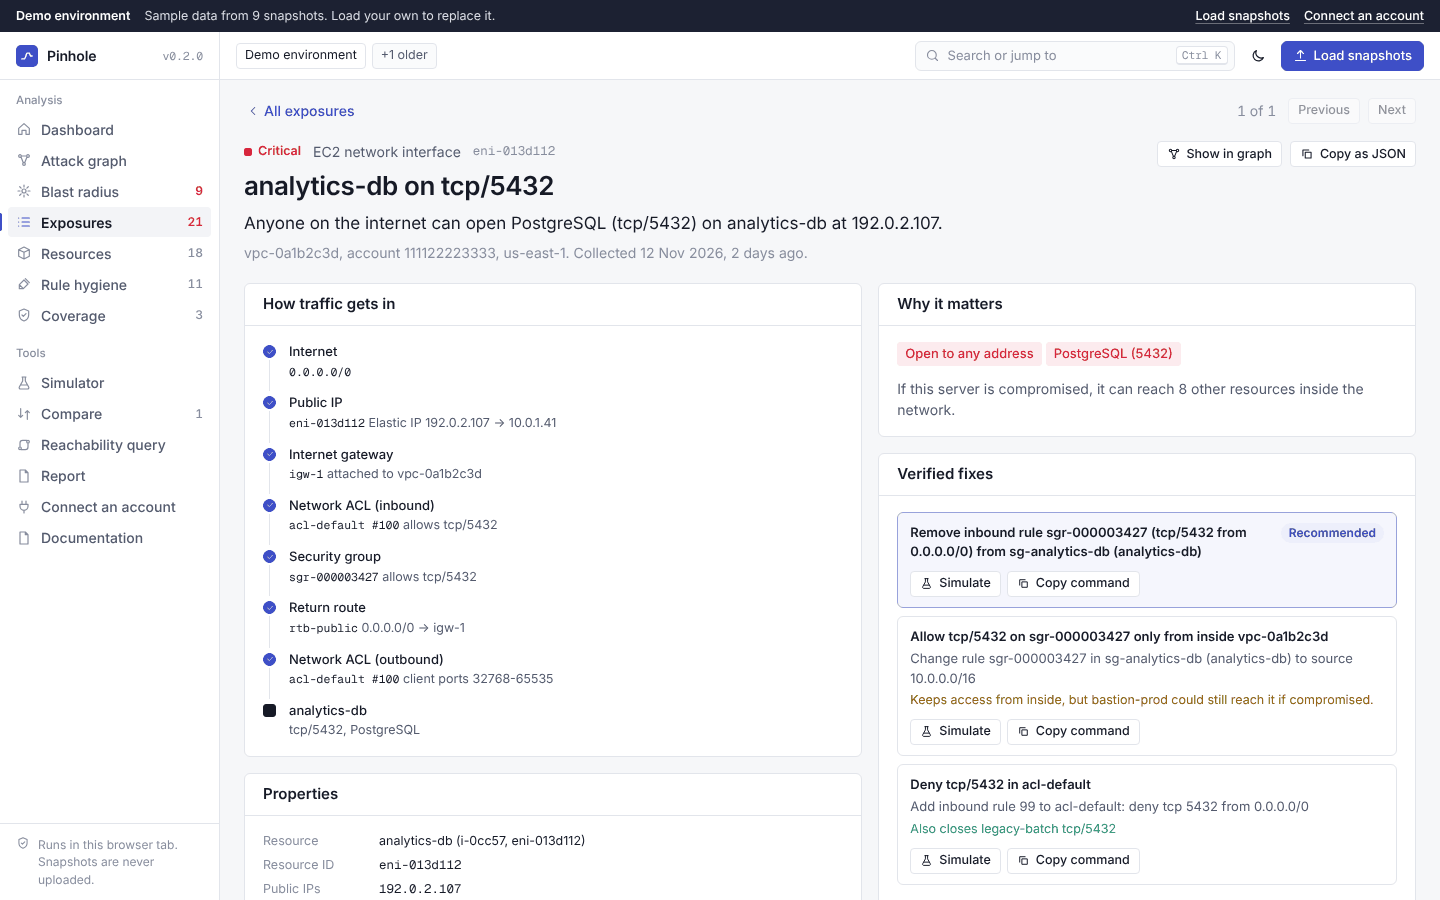 Demo environment Sample data from 9 snapshots. Load your own to replace it. Load snapshots Connect an account
Pinhole v0.2.0 Demo environment +1 older Search or jump to Ctrl K Load snapshots
Analysis
Dashboard
Attack graph
Blast radius 9
Exposures 21
Resources 18
Rule hygiene 11
Coverage 3
Tools
Simulator
Compare 1
Reachability query
Report
Connect an account
Documentation
Runs in this browser tab.
Snapshots are never
uploaded.
All exposures 1 of 1 Previous Next
Critical EC2 network interface eni-013d112 Show in graph Copy as JSON
analytics-db on tcp/5432
Anyone on the internet can open PostgreSQL (tcp/5432) on analytics-db at 192.0.2.107.
vpc-0a1b2c3d, account 111122223333, us-east-1. Collected 12 Nov 2026, 2 days ago.
How traffic gets in
Internet
0.0.0.0/0
Public IP
eni-013d112 Elastic IP 192.0.2.107 → 10.0.1.41
Internet gateway
igw-1 attached to vpc-0a1b2c3d
Network ACL (inbound)
acl-default #100 allows tcp/5432
Security group
sgr-000003427 allows tcp/5432
Return route
rtb-public 0.0.0.0/0 → igw-1
Network ACL (outbound)
acl-default #100 client ports 32768-65535
analytics-db
tcp/5432, PostgreSQL
Properties
Resource analytics-db (i-0cc57, eni-013d112)
Resource ID eni-013d112
Public IPs 192.0.2.107
Why it matters
Open to any address PostgreSQL (5432)
If this server is compromised, it can reach 8 other resources inside the
network.
Verified fixes
Remove inbound rule sgr-000003427 (tcp/5432 from Recommended
0.0.0.0/0) from sg-analytics-db (analytics-db)
Simulate Copy command
Allow tcp/5432 on sgr-000003427 only from inside vpc-0a1b2c3d
Change rule sgr-000003427 in sg-analytics-db (analytics-db) to source
10.0.0.0/16
Keeps access from inside, but bastion-prod could still reach it if compromised.
Simulate Copy command
Deny tcp/5432 in acl-default
Add inbound rule 99 to acl-default: deny tcp 5432 from 0.0.0.0/0
Also closes legacy-batch tcp/5432
Simulate Copy command